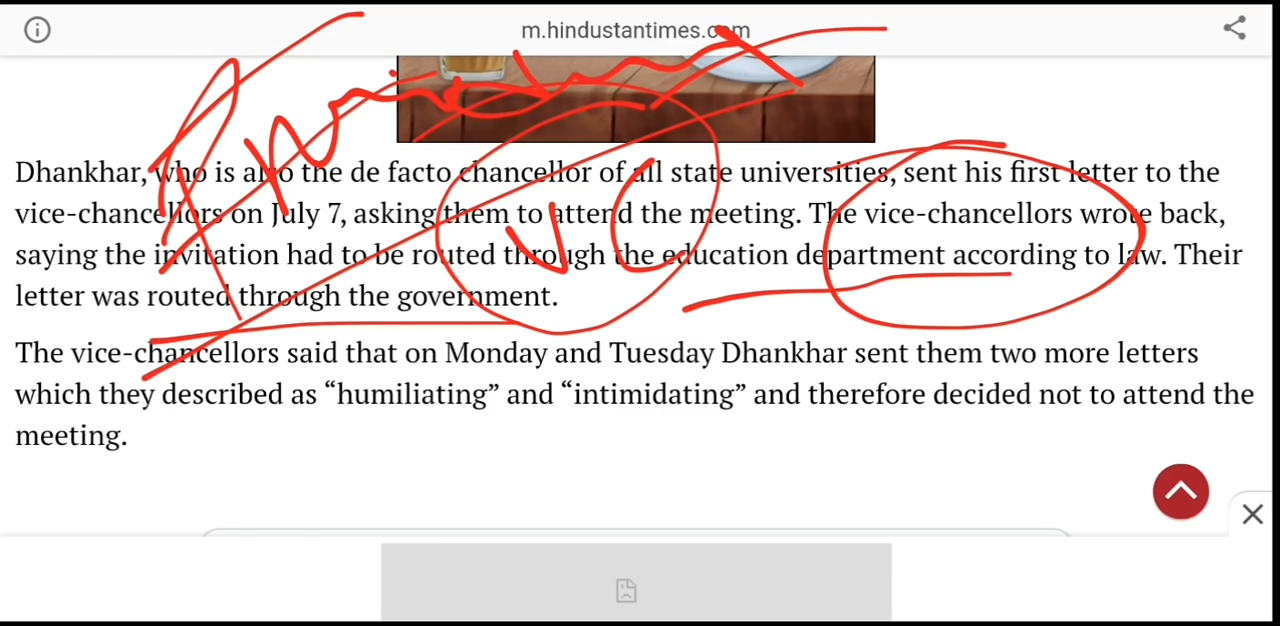 m.hindustantimes.com
Dhankhar, who is also the de facto chancellor of all state universities, sent his first letter to the
vice-chancellors on July 7, asking them to attend the meeting. The vice-chancellors wrote back,
saying the invitation had to be routed through the education department according to law. Their
letter was routed through the government.
VC
The vice-chancellors said that on Monday and Tuesday Dhankhar sent them two more letters
which they described as “humiliating” and “intimidating” and therefore decided not to attend the
meeting.